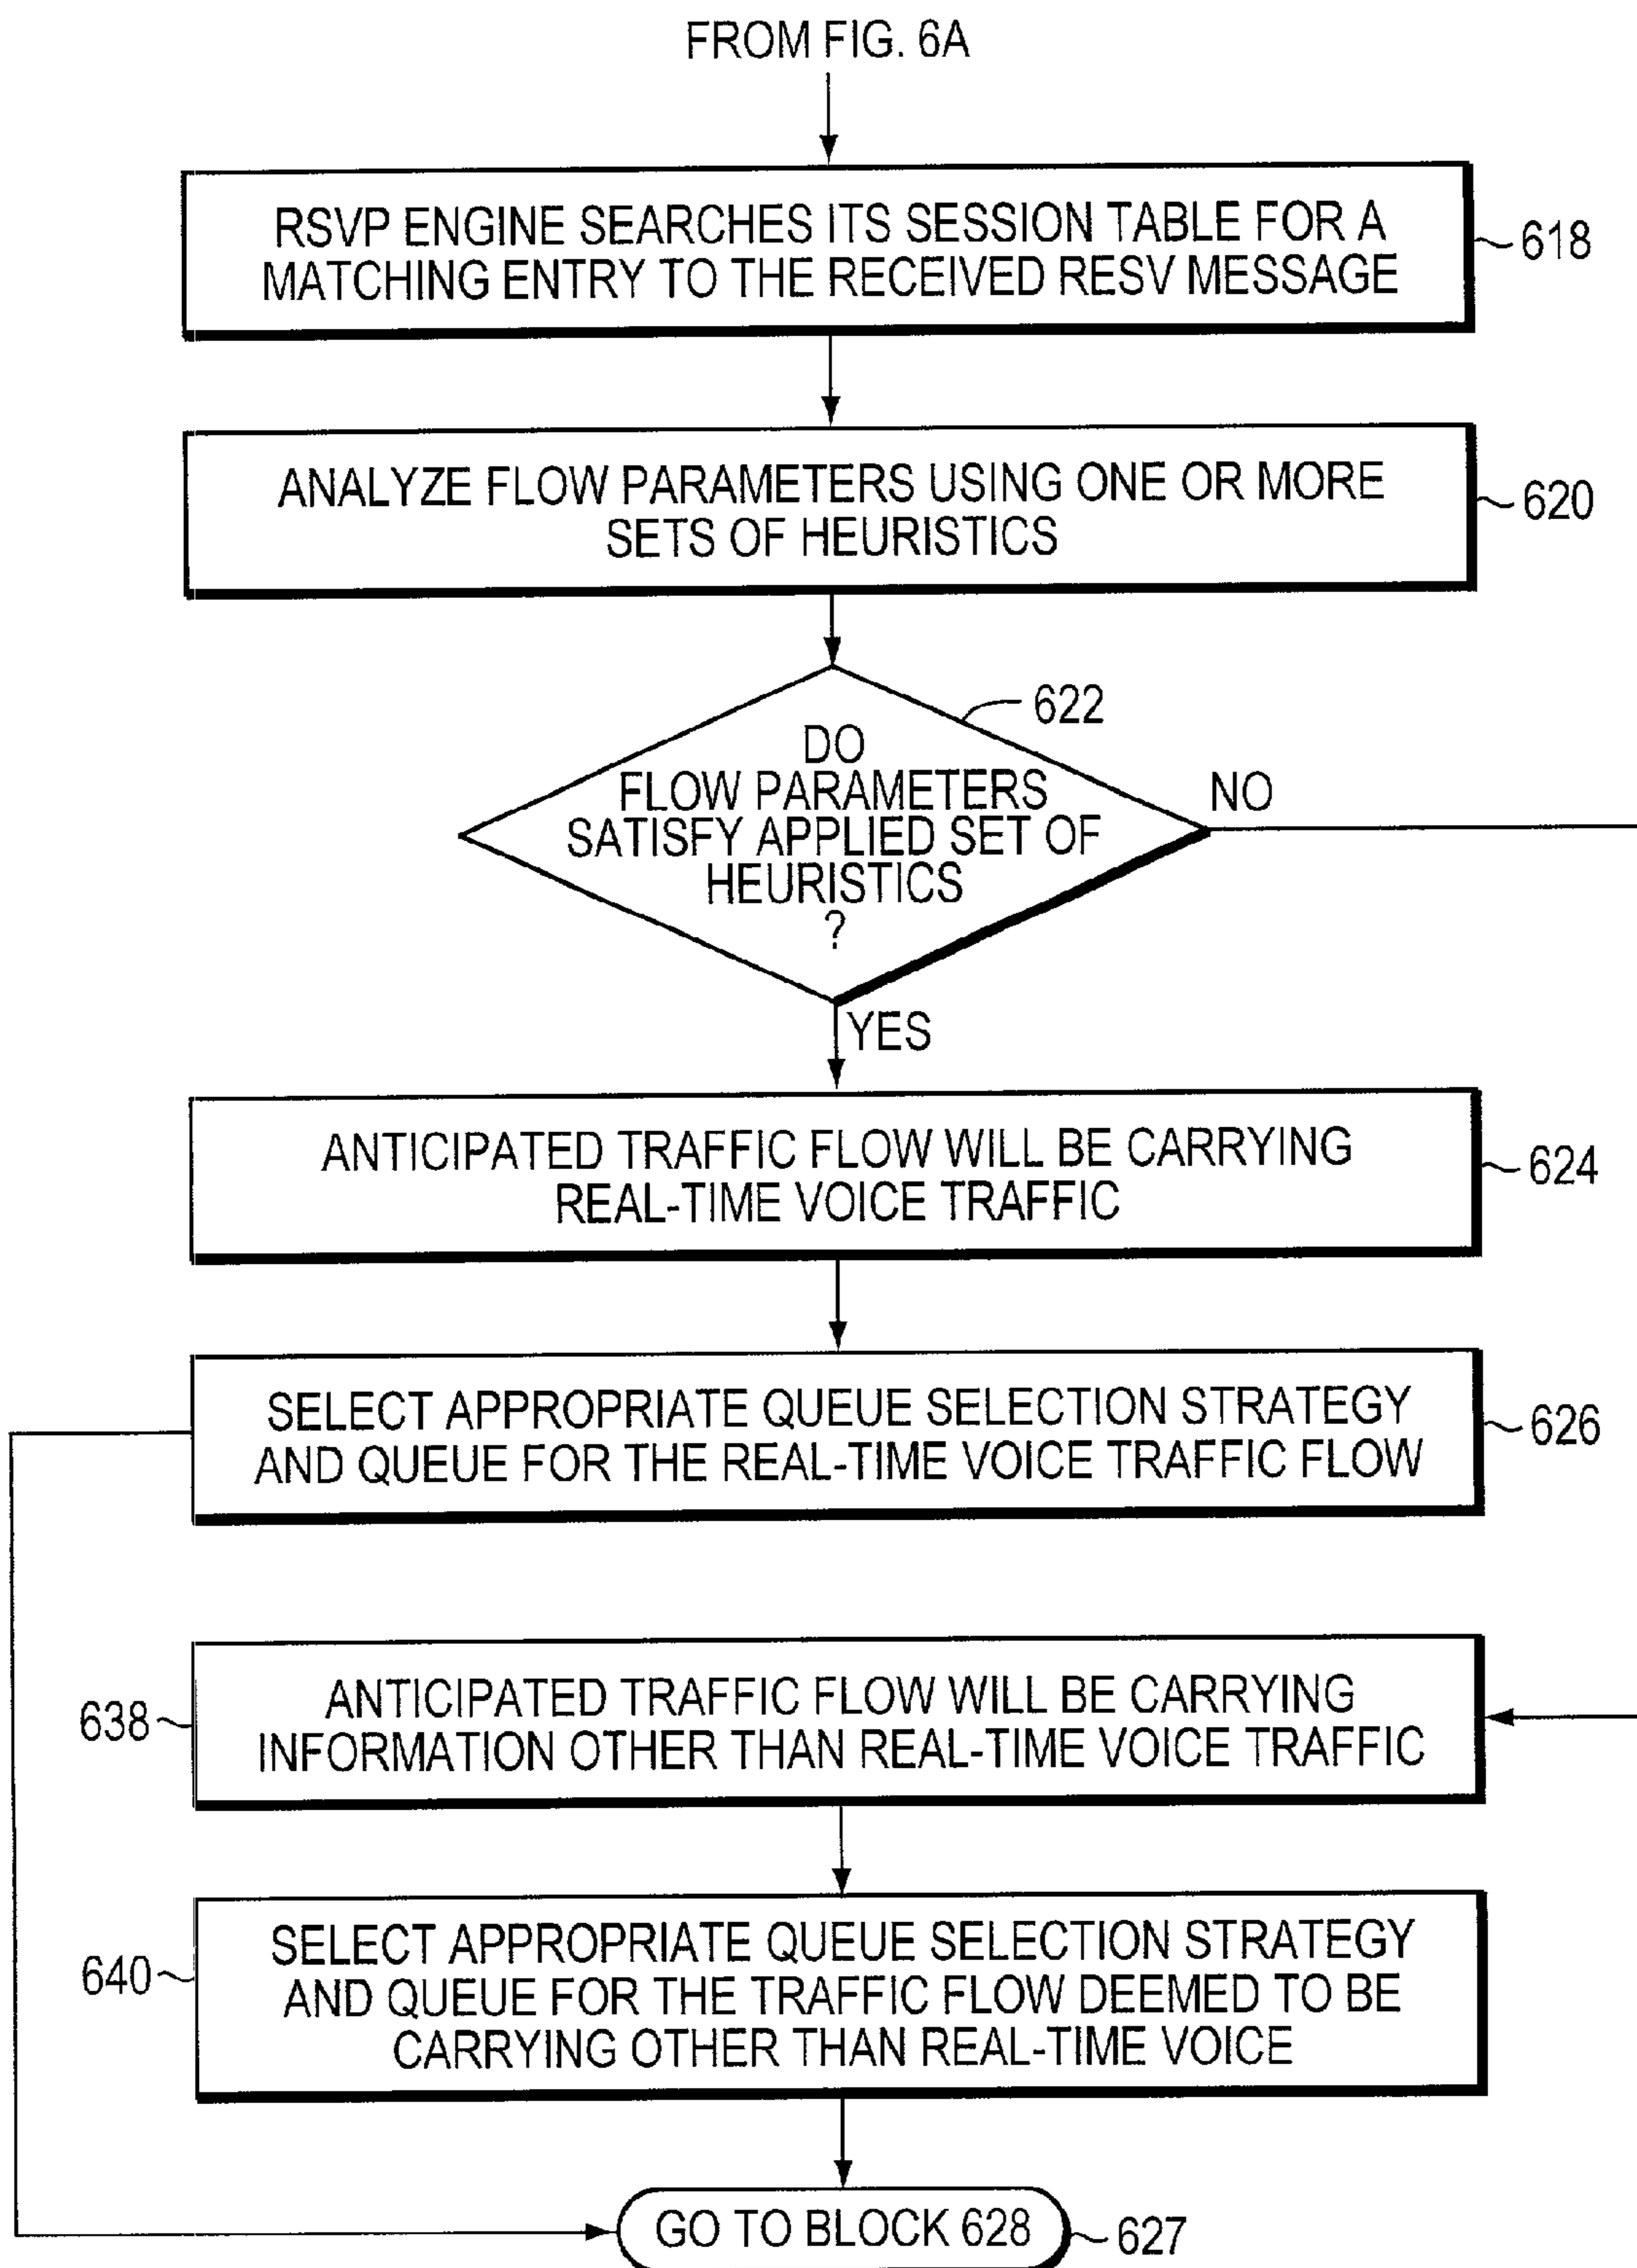 FROM FIG. 6A
RSVP ENGINE SEARCHES ITS SESSION TABLE FOR A
MATCHING ENTRY TO THE RECEIVED RESV MESSAGE
618
ANALYZE FLOW PARAMETERS USING ONE OR MORE
SETS OF HEURISTICS
620
622
DO
FLOW PARAMETERS
SATISFY APPLIED SET OF
HEURISTICS
?
NO
YES
ANTICIPATED TRAFFIC FLOW WILL BE CARRYING
REAL-TIME VOICE TRAFFIC
624
SELECT APPROPRIATE QUEUE SELECTION STRATEGY
AND QUEUE FOR THE REAL-TIME VOICE TRAFFIC FLOW
626
638
ANTICIPATED TRAFFIC FLOW WILL BE CARRYING
INFORMATION OTHER THAN REAL-TIME VOICE TRAFFIC
640
SELECT APPROPRIATE QUEUE SELECTION STRATEGY
AND QUEUE FOR THE TRAFFIC FLOW DEEMED TO BE
CARRYING OTHER THAN REAL-TIME VOICE
GO TO BLOCK 628
627